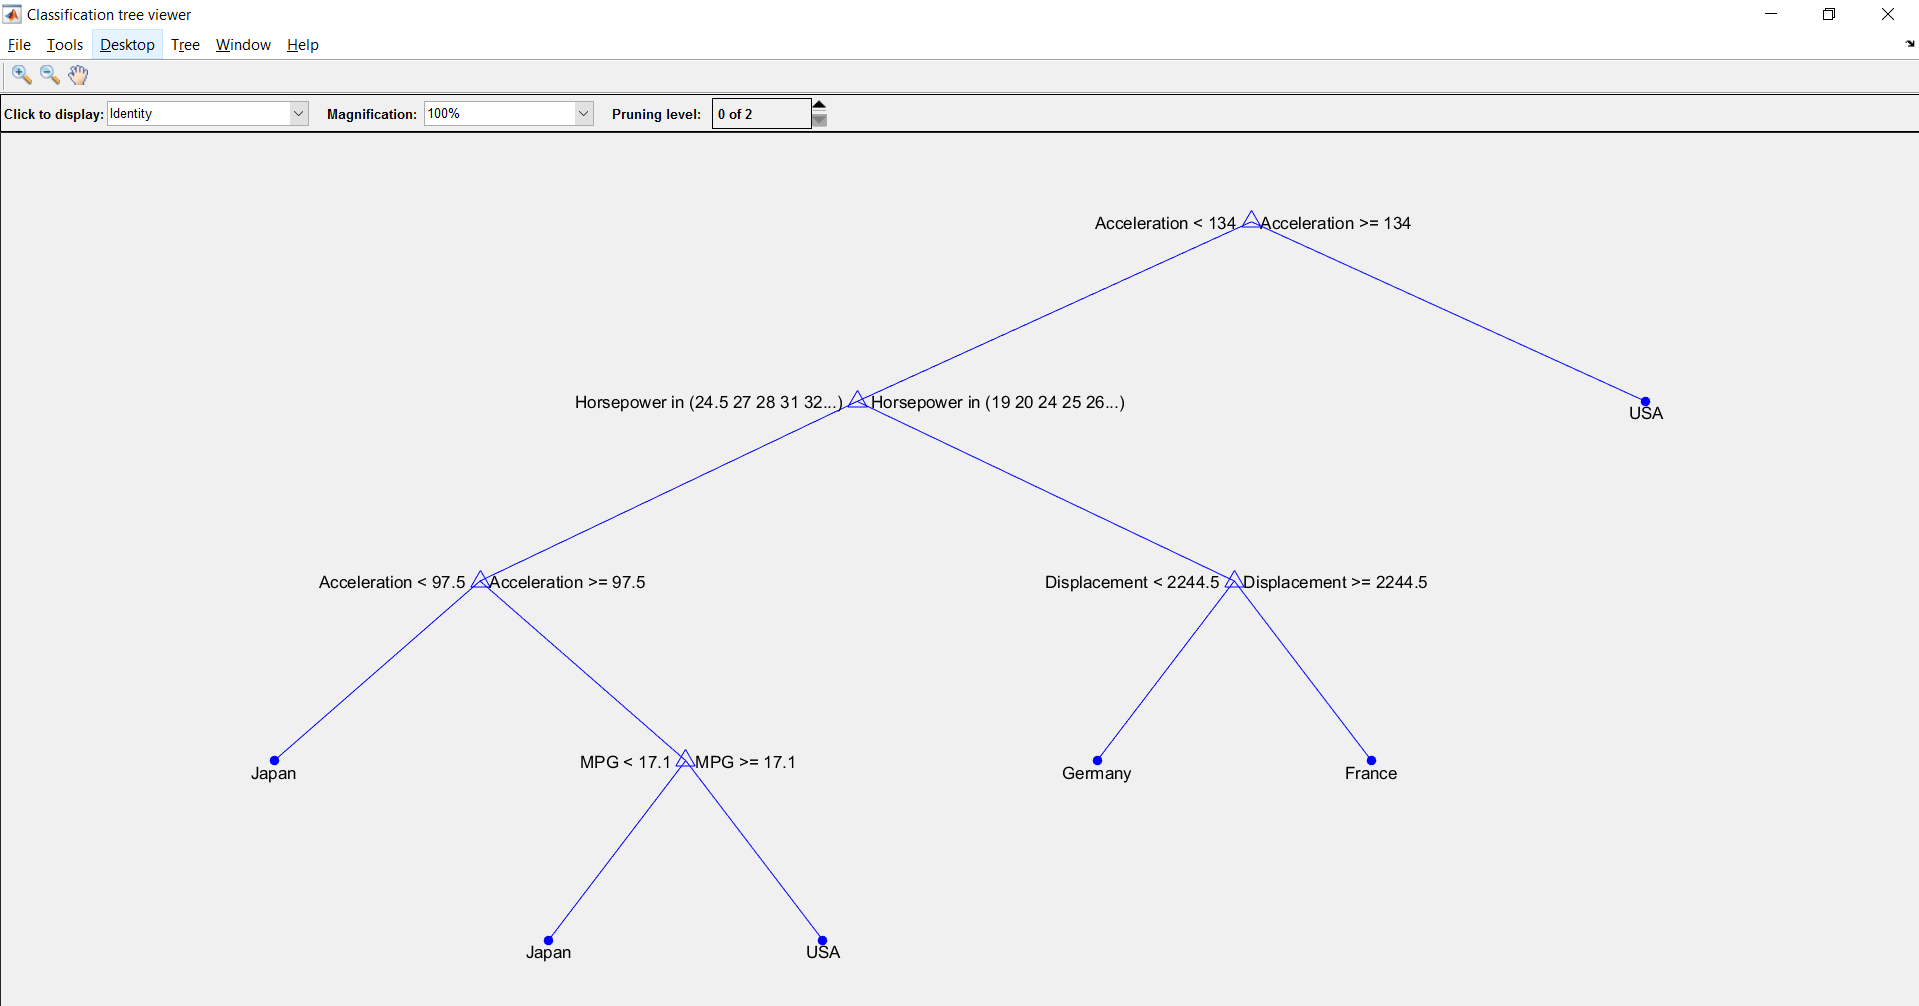 Classification tree viewer
File Tools Desktop Tree Window Help
Click to display: Identity Magnification: 100% Pruning level: 0 of 2
Acceleration < 134 Acceleration >= 134
Horsepower in (24.5 27 28 31 32...) Horsepower in (19 20 24 25 26...)
USA
Acceleration < 97.5 Acceleration >= 97.5 Displacement < 2244.5 Displacement >= 2244.5
MPG < 17.1 MPG >= 17.1
Japan Germany France
Japan USA